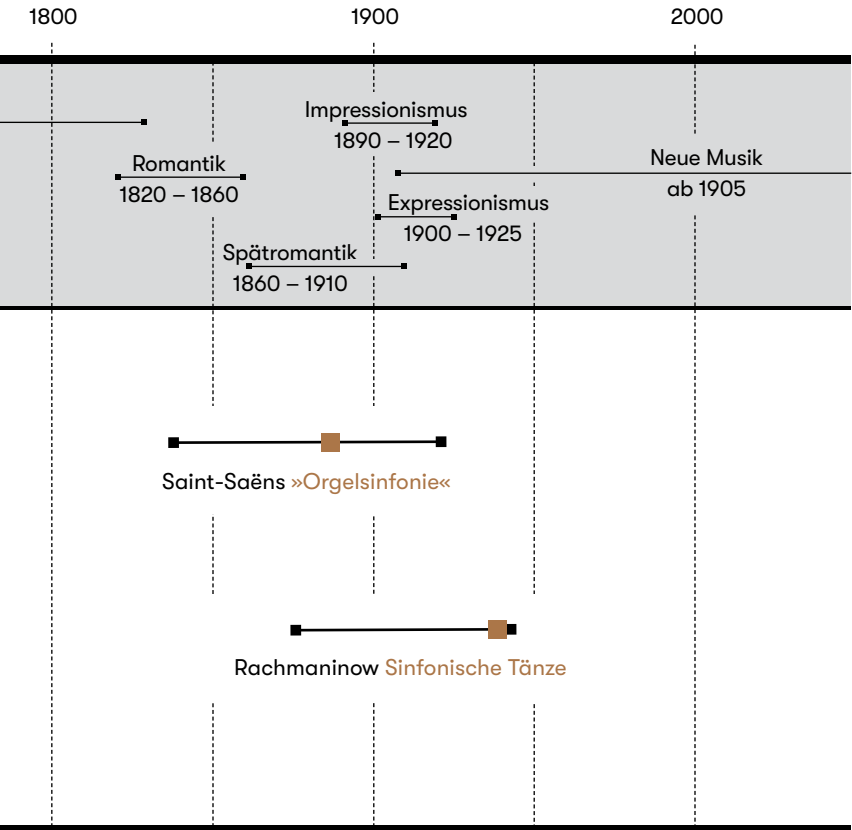 1800 1900 2000
Impressionismus
1890 – 1920
Romantik
1820 – 1860
Neue Musik
ab 1905
Expressionismus
1900 – 1925
Spätromantik
1860 – 1910
Saint-Saëns »Orgelsinfonie«
Rachmaninow Sinfonische Tänze